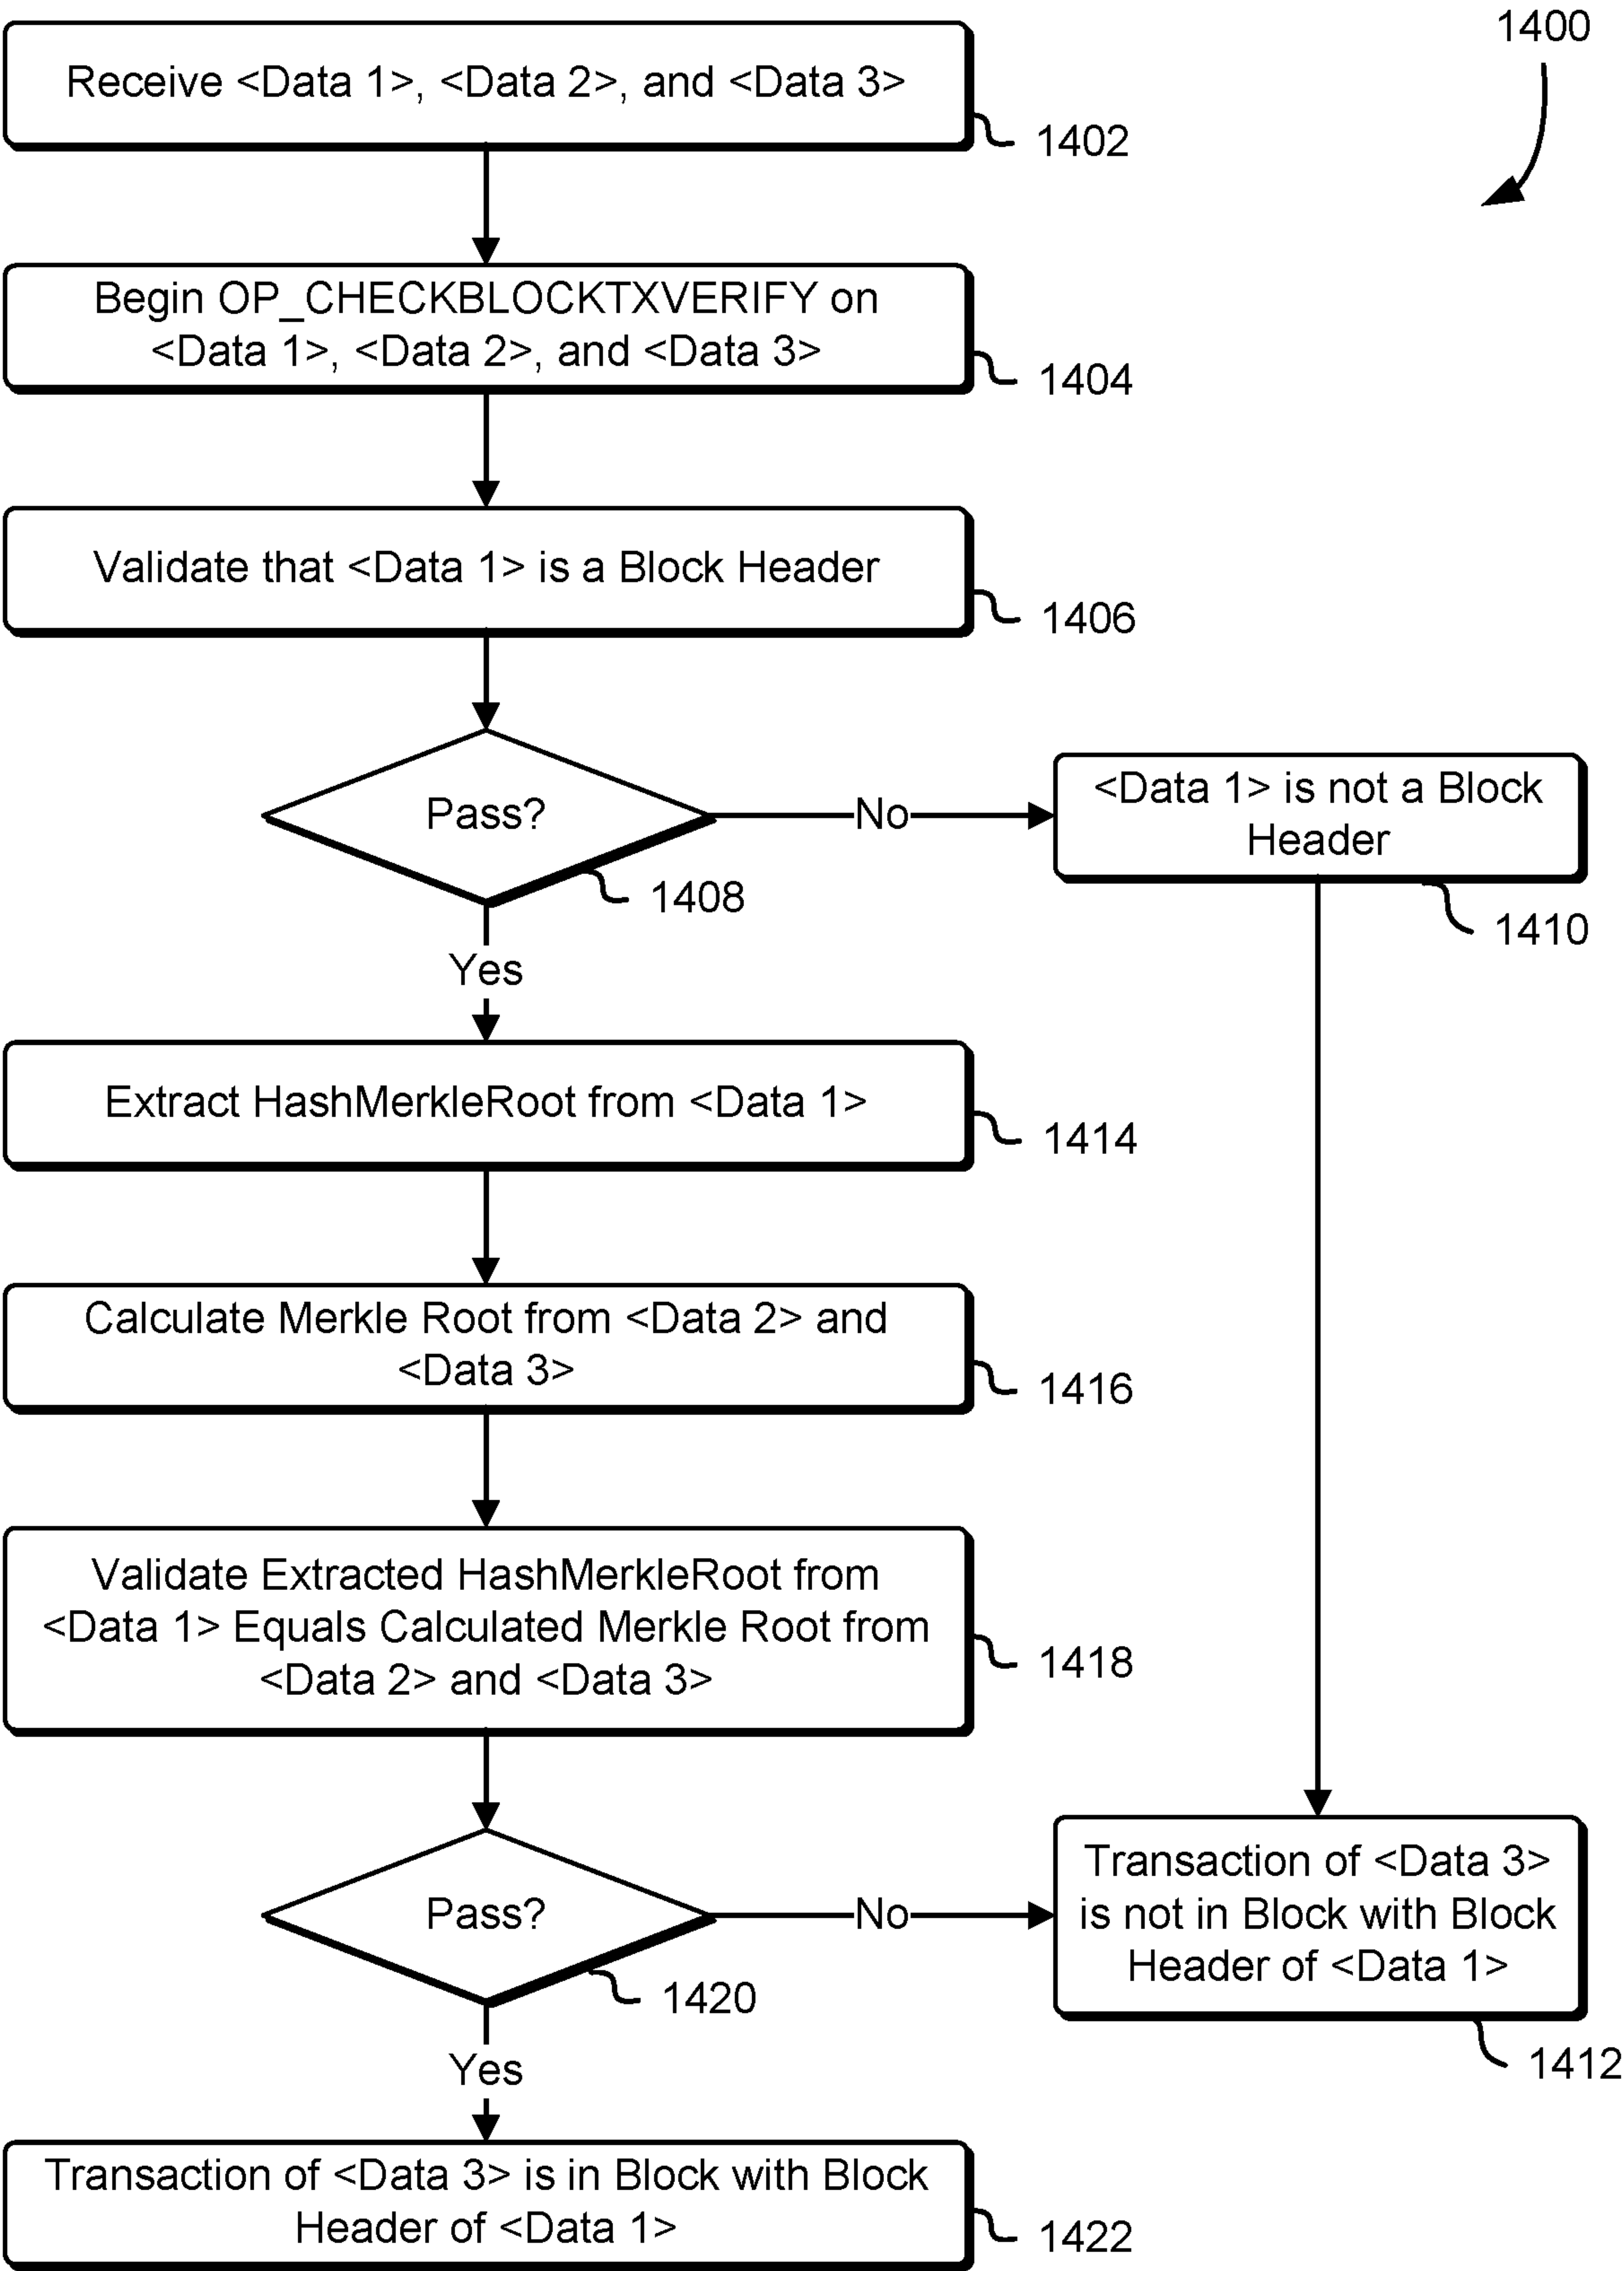 1400
Receive <Data 1>, <Data 2>, and <Data 3>
1402
Begin OP_CHECKBLOCKTXVERIFY on
<Data 1>, <Data 2>, and <Data 3>
1404
Validate that <Data 1> is a Block Header
1406
Pass?
No
<Data 1> is not a Block
Header
1408
1410
Yes
Extract HashMerkleRoot from <Data 1>
1414
Calculate Merkle Root from <Data 2> and
<Data 3>
1416
Validate Extracted HashMerkleRoot from
<Data 1> Equals Calculated Merkle Root from
<Data 2> and <Data 3>
1418
Pass?
No
Transaction of <Data 3>
is not in Block with Block
Header of <Data 1>
1420
1412
Yes
Transaction of <Data 3> is in Block with Block
Header of <Data 1>
1422